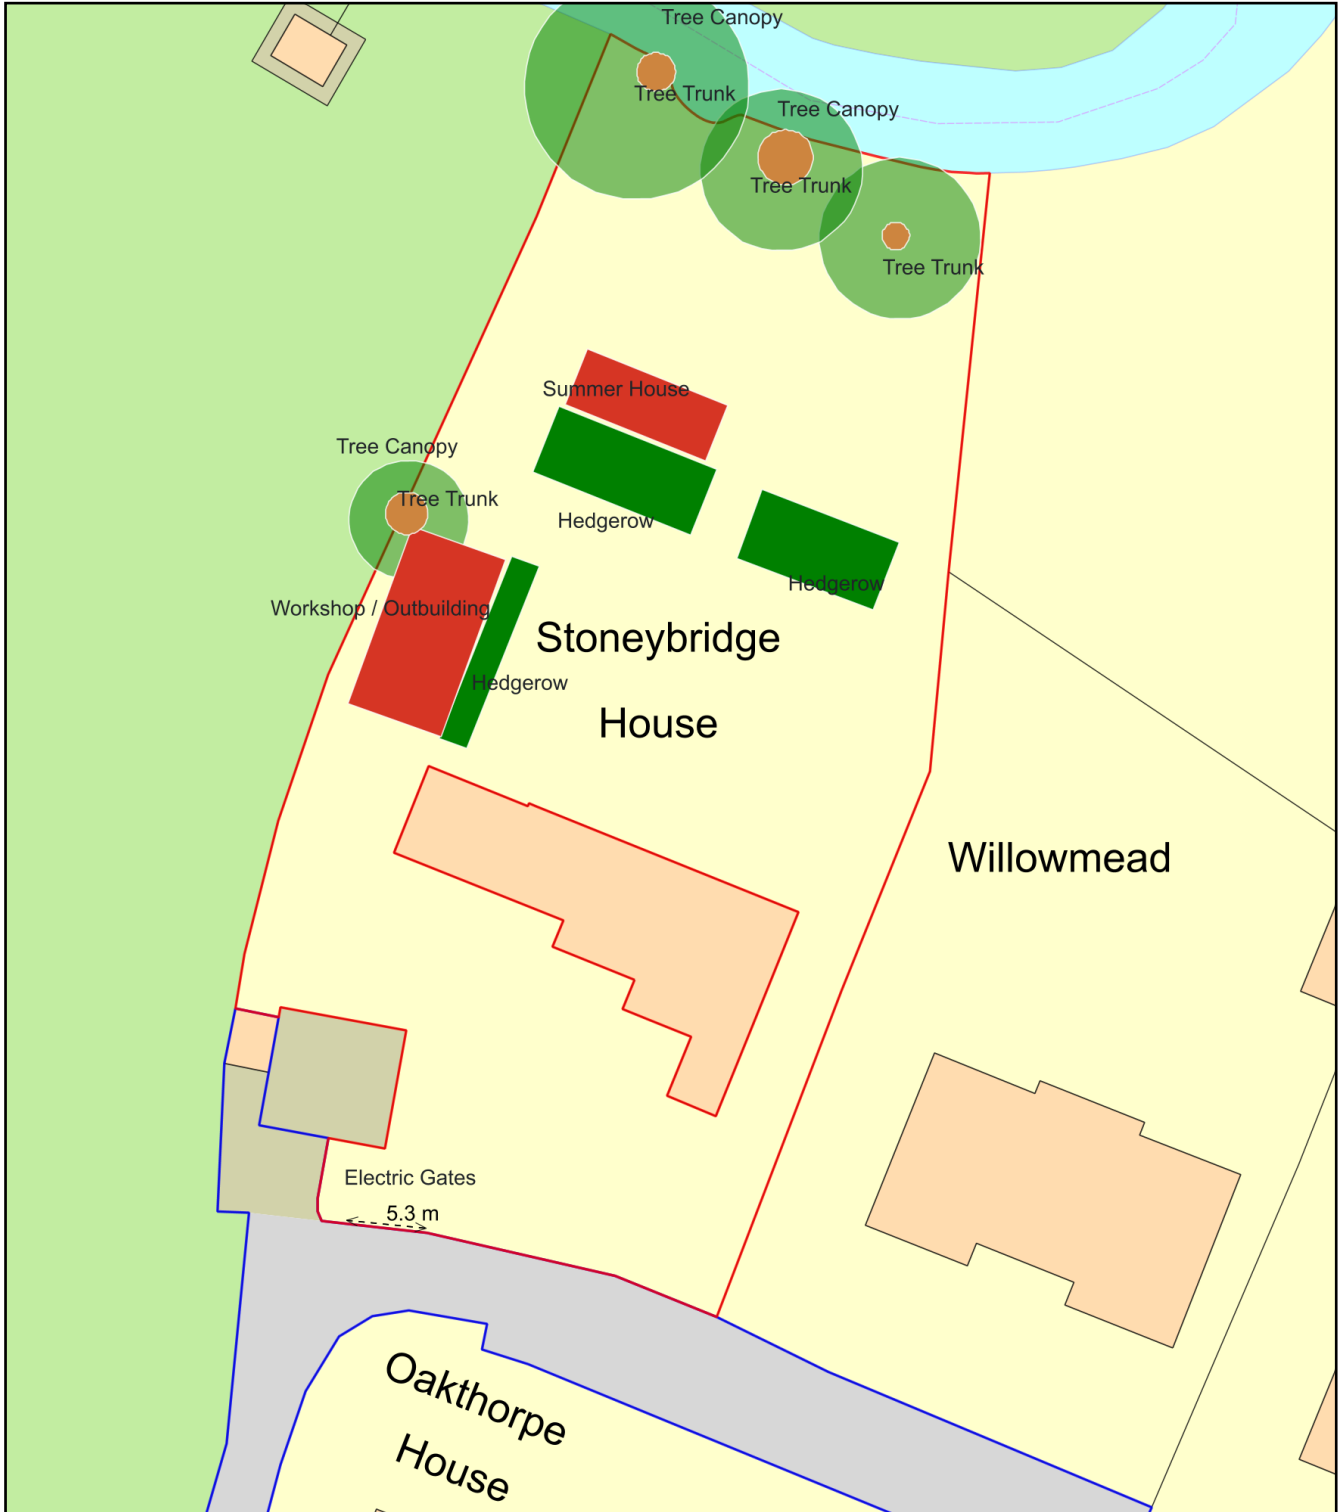 Tree Canopy
Tree Trunk
Tree Canopy
Tree Trunk
Tree Trunk
Summer House
Tree Canopy
Tree Trunk
Hedgerow
Hedgerow
Workshop / Outbuilding
Stoneybridge
House
Hedgerow
Willowmead
Electric Gates
5.3 m
Oakthorpe
House